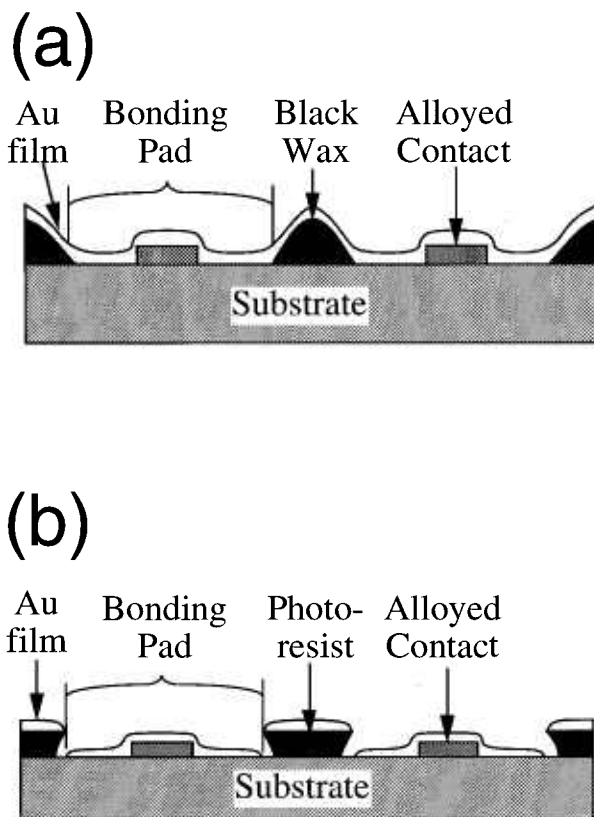 (a)
Au
film
Bonding
Pad
Black
Wax
Alloyed
Contact
Substrate
(b)
Au
film
Bonding
Pad
Photo-
resist
Alloyed
Contact
Substrate